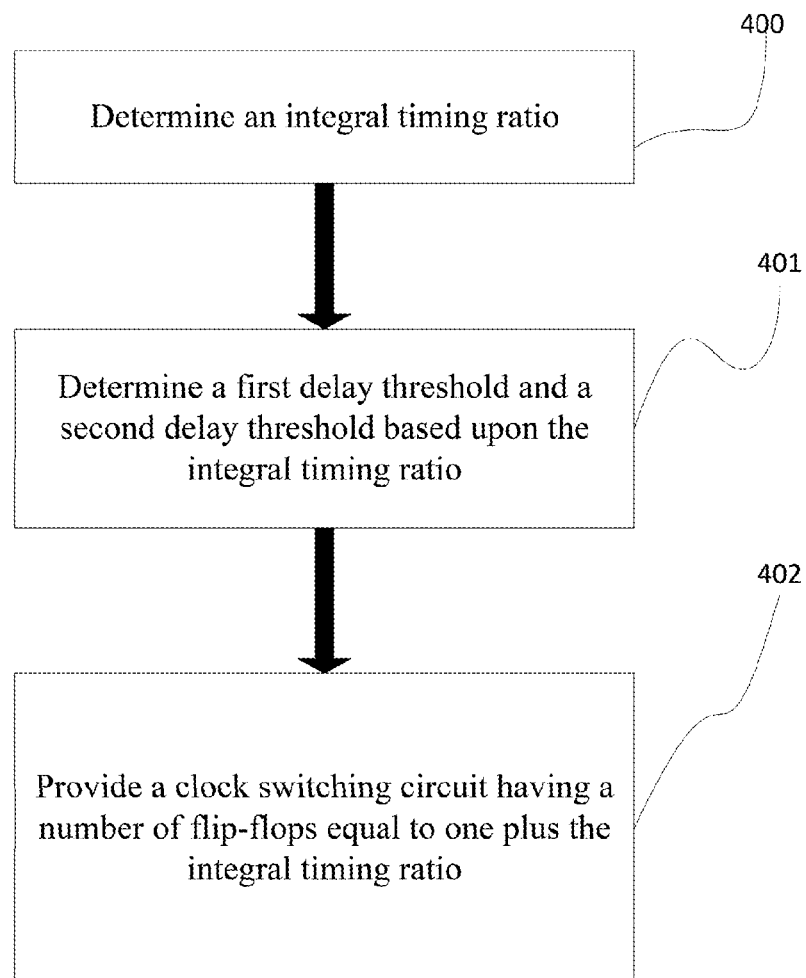 400
Determine an integral timing ratio
401
Determine a first delay threshold and a
second delay threshold based upon the
integral timing ratio
402
Provide a clock switching circuit having a
number of flip-flops equal to one plus the
integral timing ratio